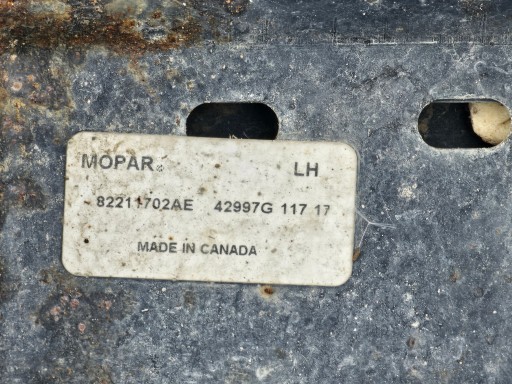 MOPAR LH
82211702AE 42997G 117 17
MADE IN CANADA